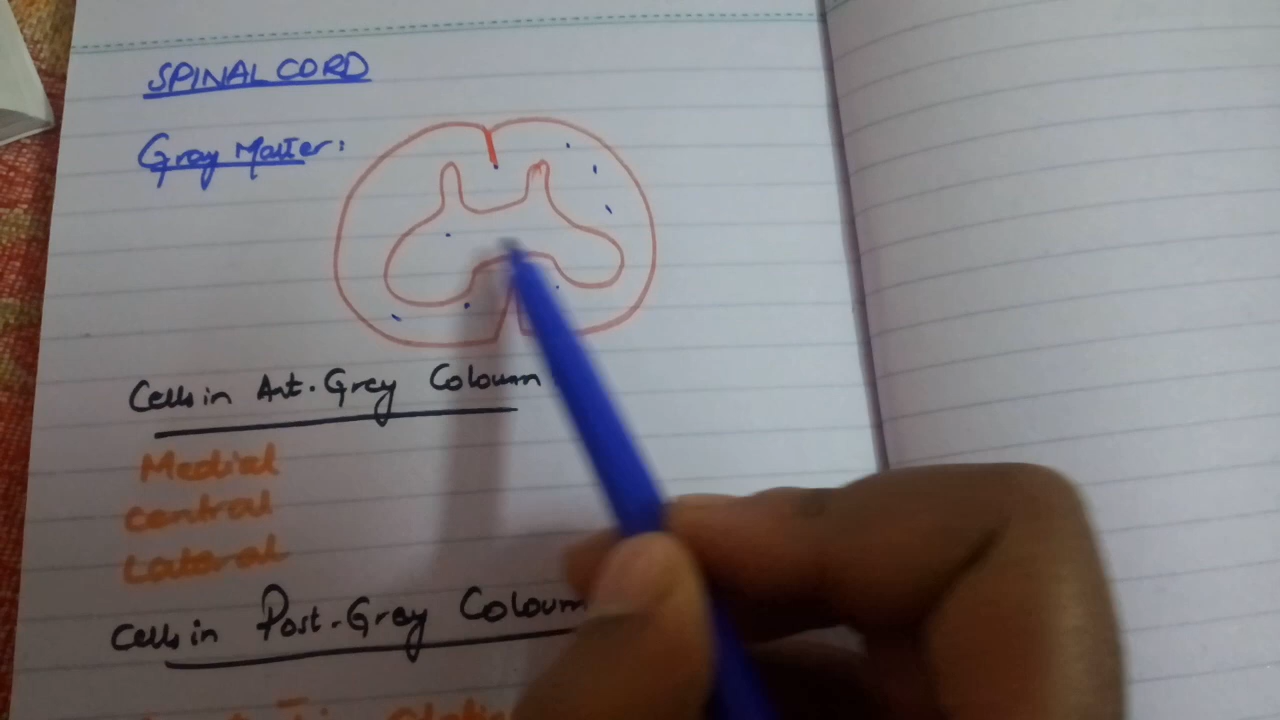 SPINAL CORD
Grey Matter:
Cells in Ant. Grey Coloumn
Medial
Central
Lateral
Cells in Post. Grey Coloum